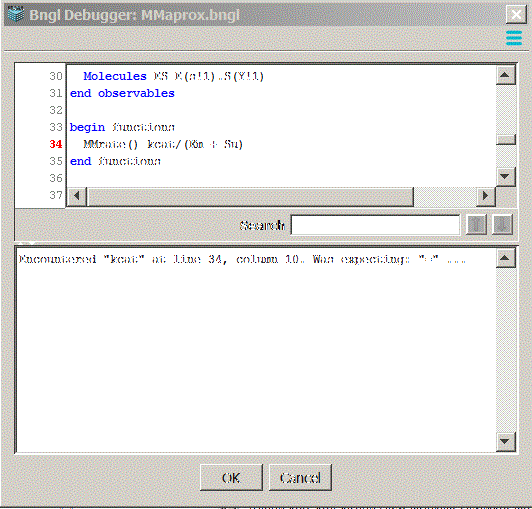 Bngl Debugger: MMaprox.bngl
30 Molecules ES E(s!1).S(Y!1)
31 end observables
32
33 begin functions
34 MMrate() kcat/(Km + Su)
35 end functions
36
37
Search
Encountered "kcat" at line 34, column 10. Was expecting: "=" ...
OK Cancel